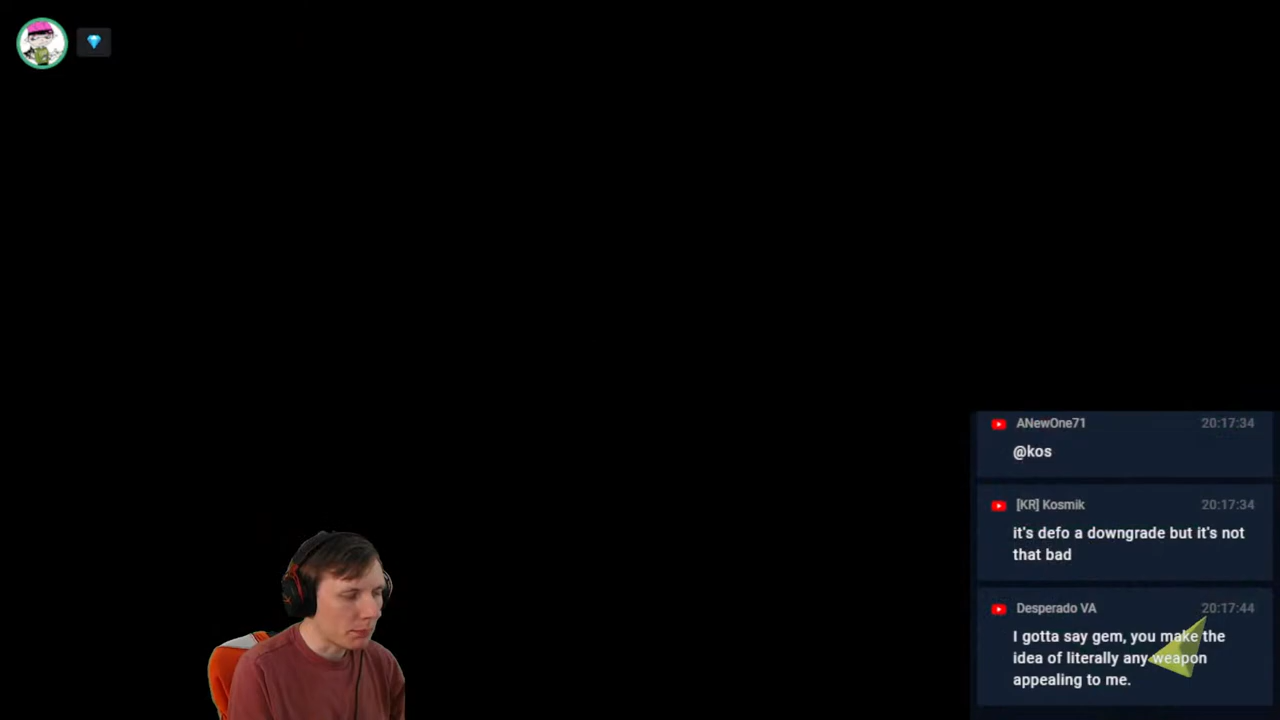 ANewOne71 20:17:34
@kos
[KR] Kosmik 20:17:34
it's defo a downgrade but it's not
that bad
Desperado VA 20:17:44
I gotta say gem, you make the
idea of literally any weapon
appealing to me.